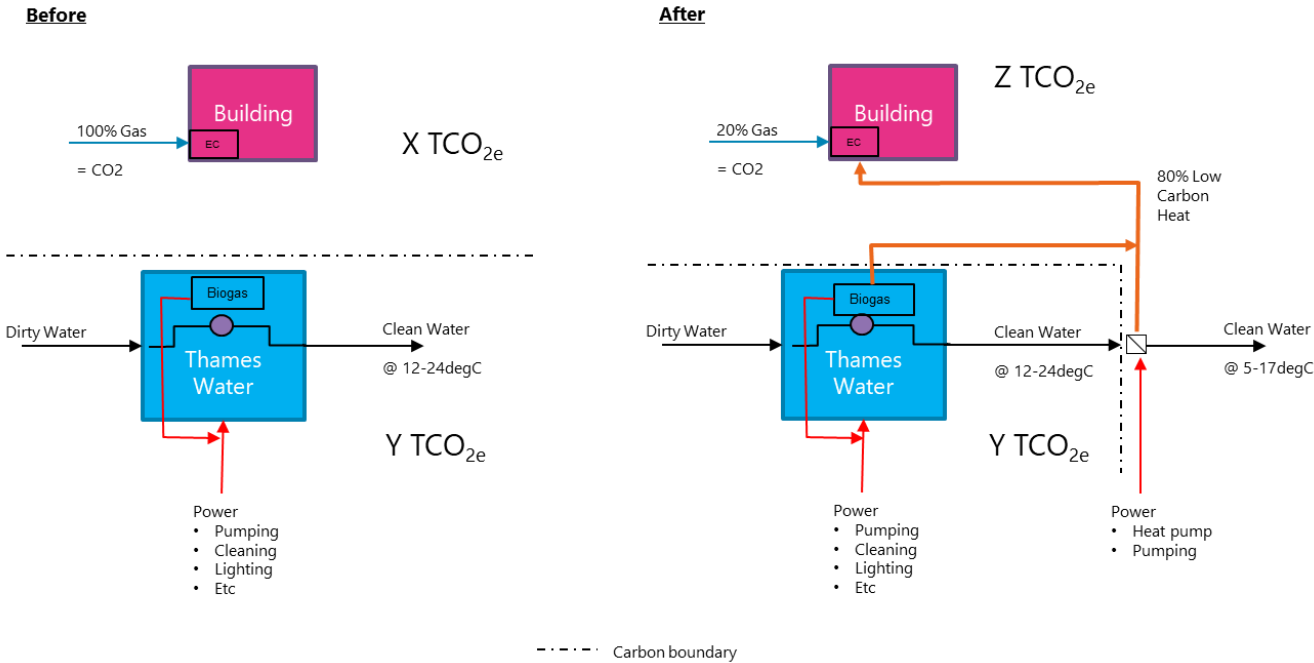 Before
Building
100% Gas
EC
= CO2
X TCO2e
Biogas
Dirty Water
Thames
Water
Clean Water
@ 12-24degC
Y TCO2e
Power
• Pumping
• Cleaning
• Lighting
• Etc
After
Z TCO2e
Building
20% Gas
EC
= CO2
80% Low
Carbon
Heat
Biogas
Dirty Water
Thames
Water
Clean Water
@ 12-24degC
Clean Water
@ 5-17degC
Y TCO2e
Power
• Pumping
• Cleaning
• Lighting
• Etc
Power
• Heat pump
• Pumping
Carbon boundary